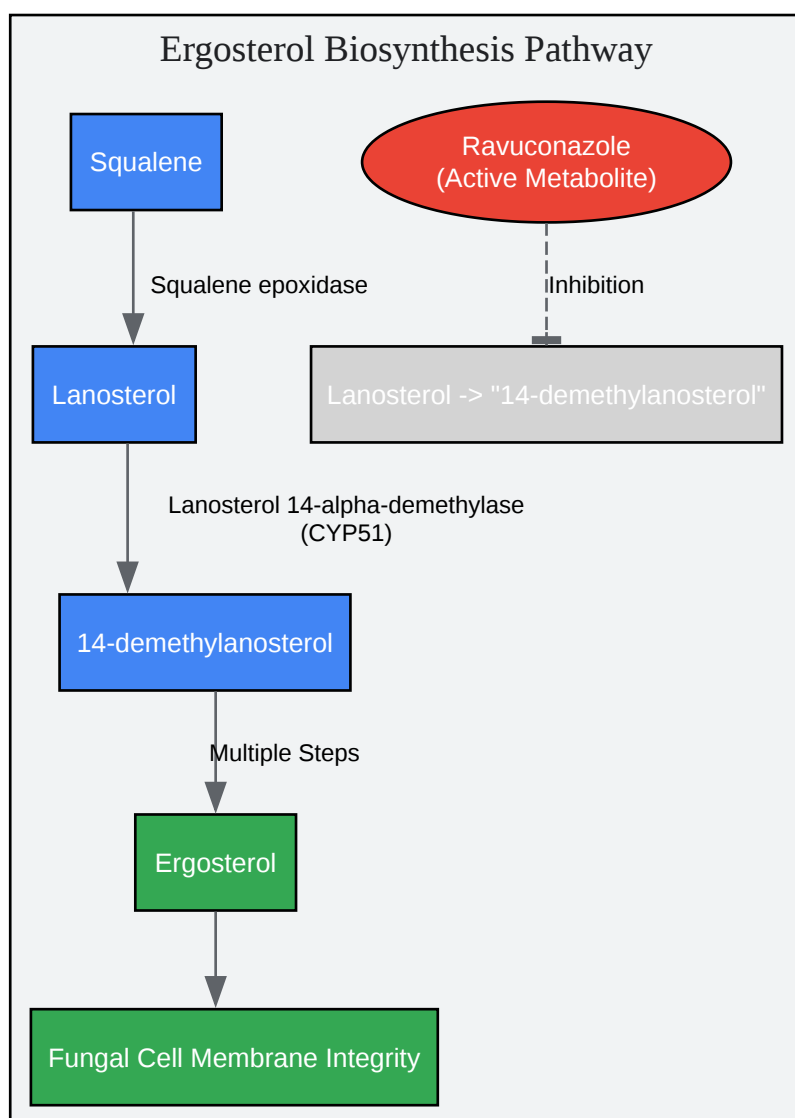 Ergosterol Biosynthesis Pathway
Squalene
Ravuconazole
(Active Metabolite)
Squalene epoxidase
Inhibition
Lanosterol
Lanosterol -> "14-demethylanosterol"
Lanosterol 14-alpha-demethylase
(CYP51)
14-demethylanosterol
Multiple Steps
Ergosterol
Fungal Cell Membrane Integrity